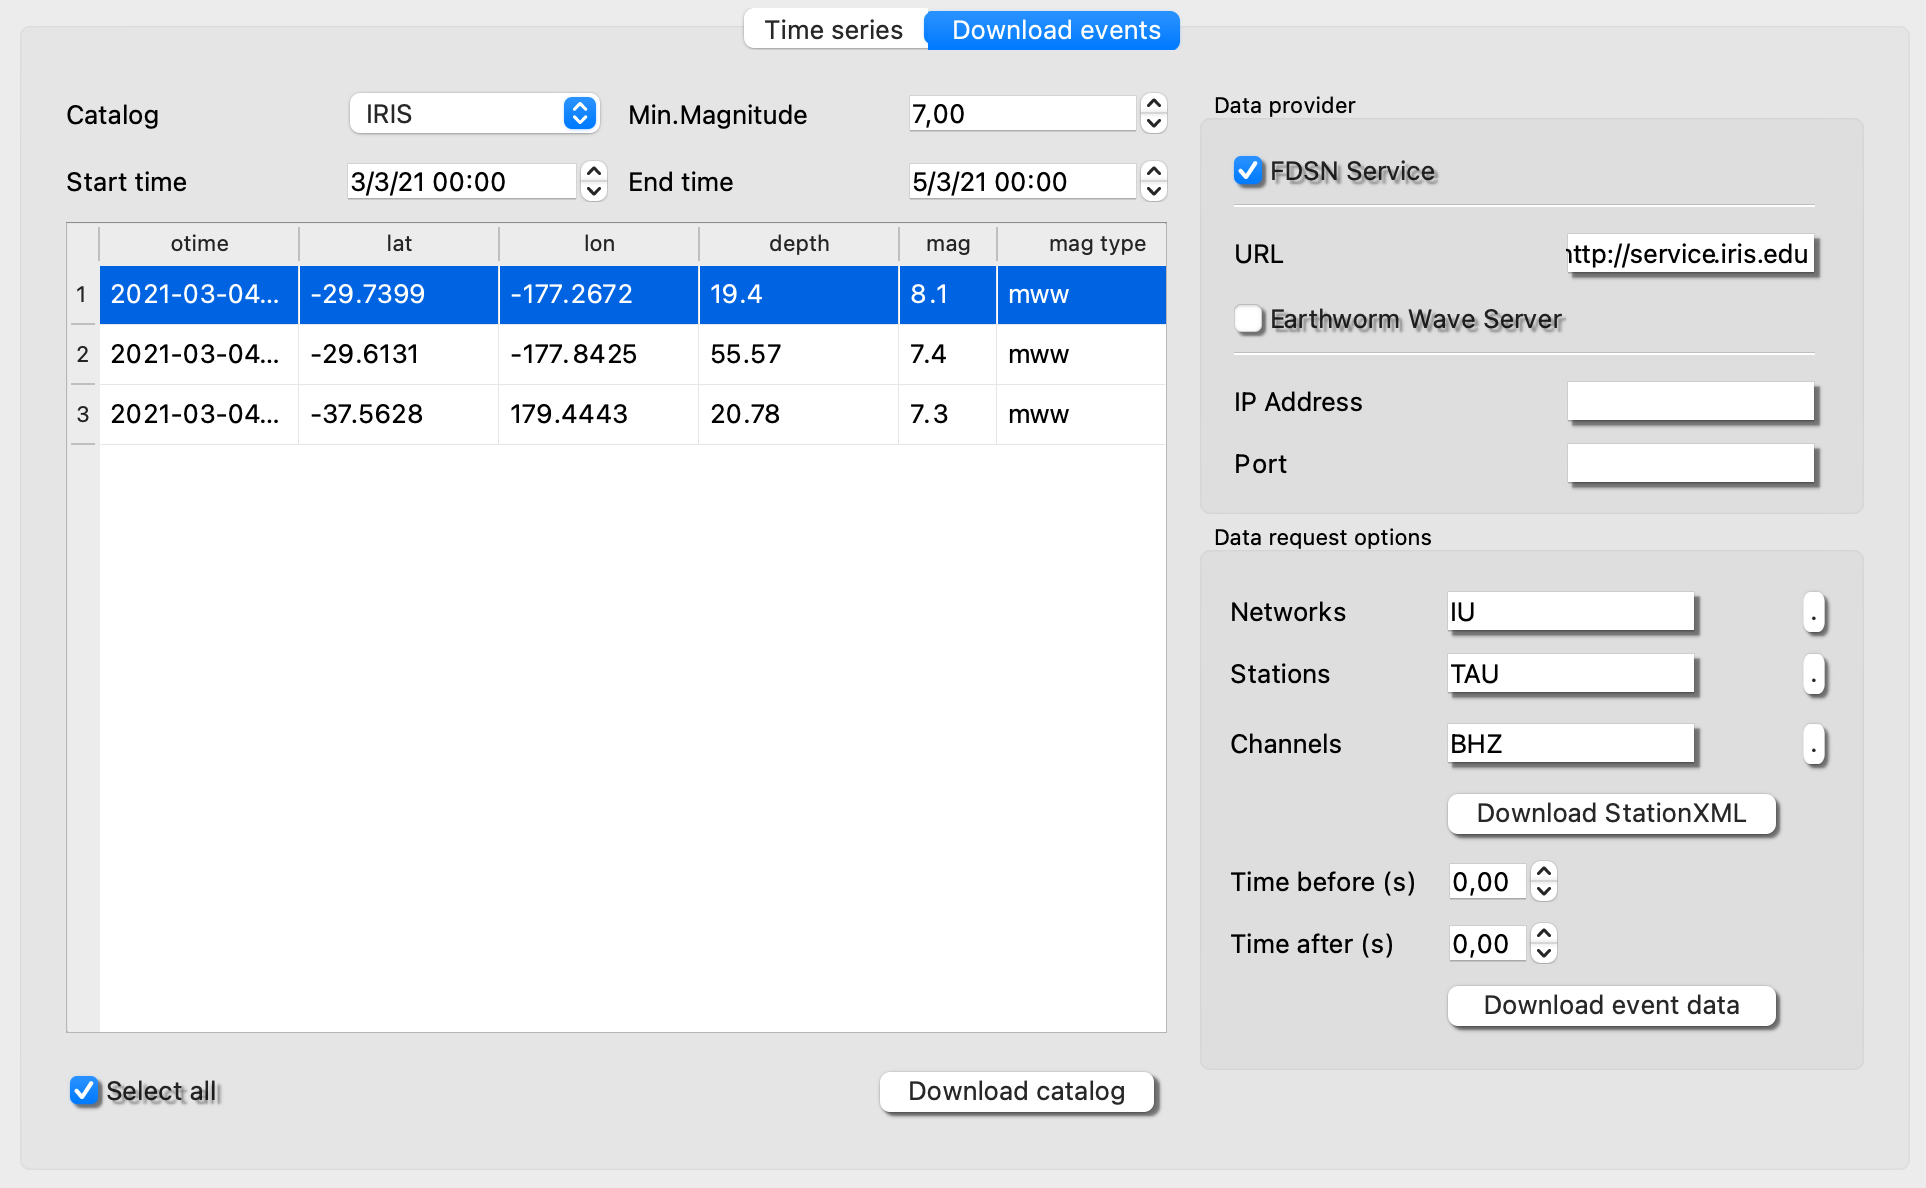 Time series Download events
Catalog IRIS Min.Magnitude 7,00
Start time 3/3/21 00:00 End time 5/3/21 00:00
otime lat lon depth mag mag type
1 2021-03-04... -29.7399 -177.2672 19.4 8.1 mww
2 2021-03-04... -29.6131 -177.8425 55.57 7.4 mww
3 2021-03-04... -37.5628 179.4443 20.78 7.3 mww
Select all Download catalog
Data provider
FDSN Service
URL http://service.iris.edu
Earthworm Wave Server
IP Address
Port
Data request options
Networks IU .
Stations TAU .
Channels BHZ .
Download StationXML
Time before (s) 0,00
Time after (s) 0,00
Download event data